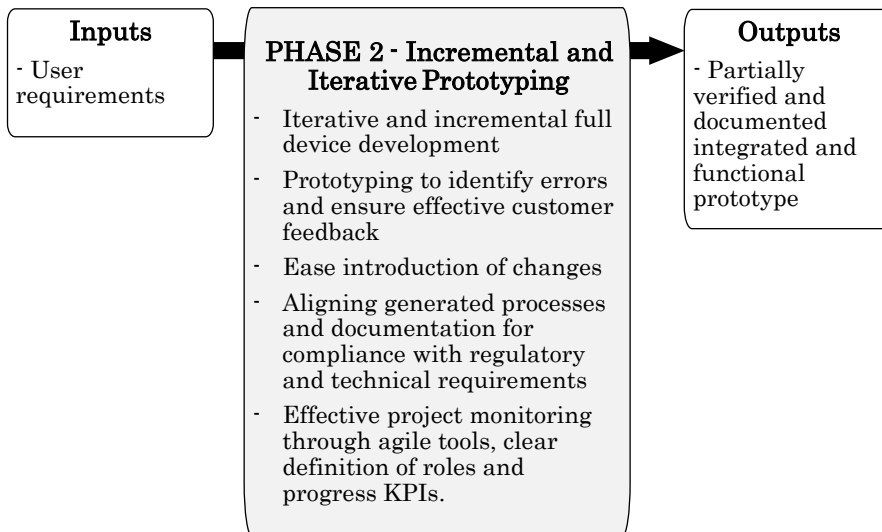 Inputs
- User
requirements
PHASE 2 - Incremental and
Iterative Prototyping
- Iterative and incremental full
device development
- Prototyping to identify errors
and ensure effective customer
feedback
- Ease introduction of changes
- Aligning generated processes
and documentation for
compliance with regulatory
and technical requirements
- Effective project monitoring
through agile tools, clear
definition of roles and
progress KPIs.
Outputs
- Partially
verified and
documented
integrated and
functional
prototype